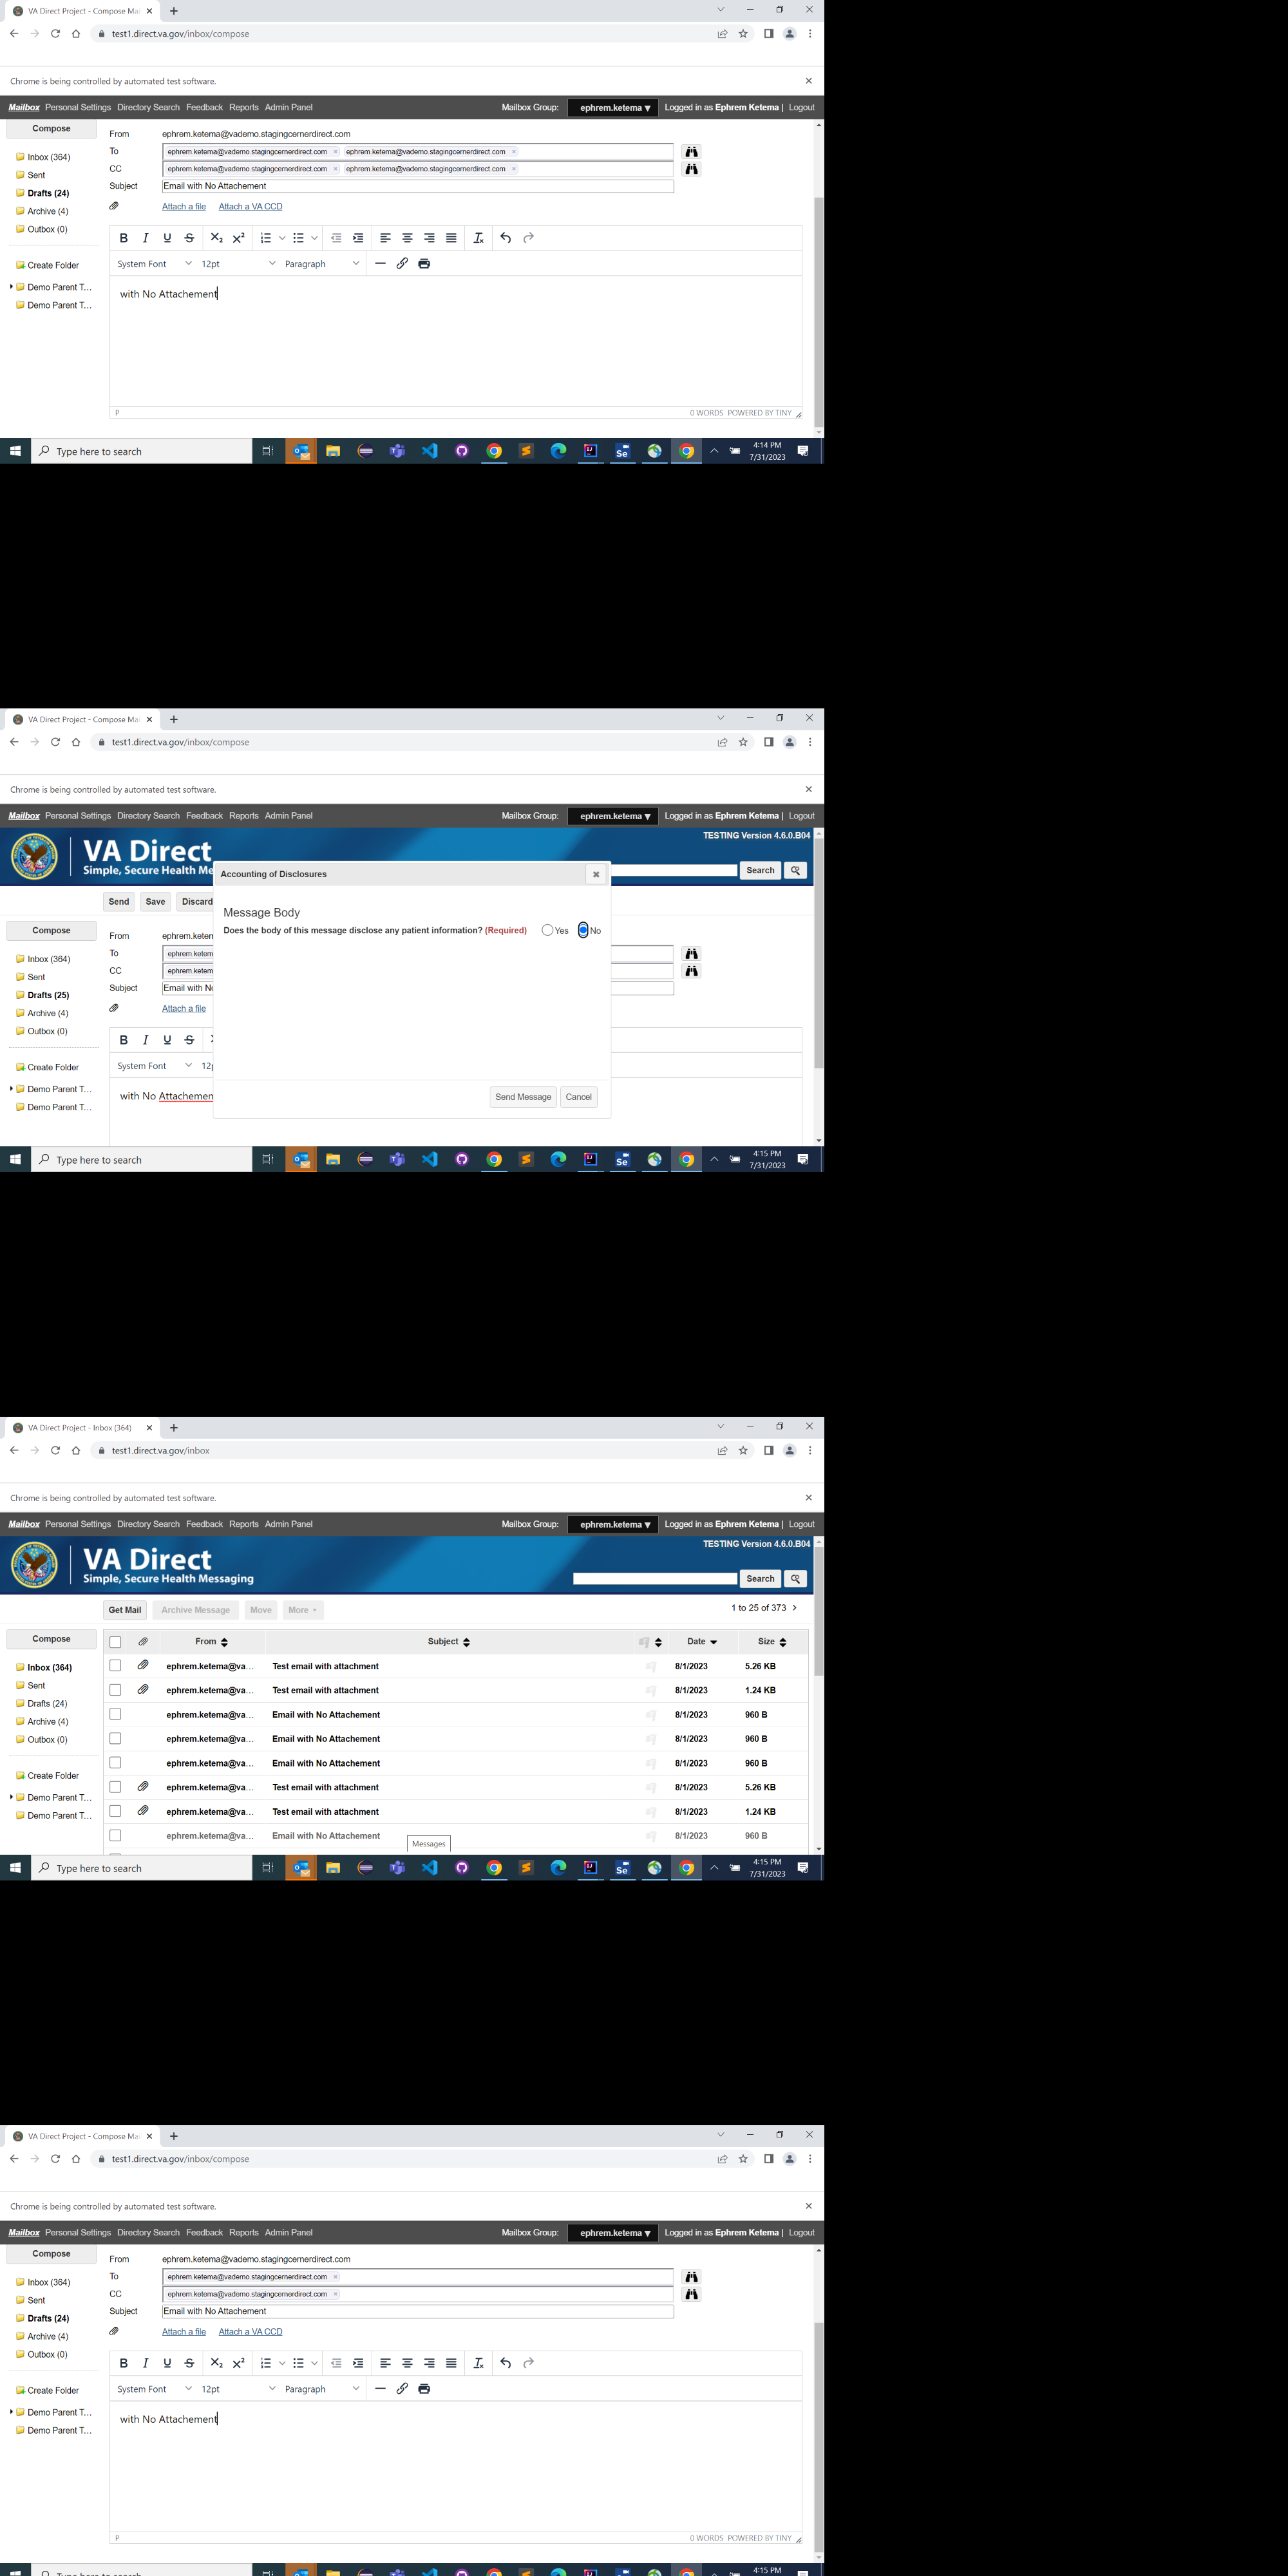 VA Direct Project - Compose Ma
test1.direct.va.gov/inbox/compose
Chrome is being controlled by automated test software.
Mailbox Personal Settings Directory Search Feedback Reports Admin Panel Mailbox Group: ephrem.ketema ▼ Logged in as Ephrem Ketema | Logout
Compose
From ephrem.ketema@vademo.stagingcernerdirect.com
Inbox (364)
To ephrem.ketema@vademo.stagingcernerdirect.com × ephrem.ketema@vademo.stagingcernerdirect.com ×
Sent
CC ephrem.ketema@vademo.stagingcernerdirect.com × ephrem.ketema@vademo.stagingcernerdirect.com ×
Drafts (24)
Subject Email with No Attachement
Archive (4)
Attach a file Attach a VA CCD
Outbox (0)
Create Folder
System Font 12pt Paragraph
Demo Parent T...
with No Attachement
Demo Parent T...
P 0 WORDS POWERED BY TINY
Type here to search
4:14 PM
7/31/2023
VA Direct Project - Compose Ma
test1.direct.va.gov/inbox/compose
Chrome is being controlled by automated test software.
Mailbox Personal Settings Directory Search Feedback Reports Admin Panel Mailbox Group: ephrem.ketema ▼ Logged in as Ephrem Ketema | Logout
TESTING Version 4.6.0.B04
VA Direct
Simple, Secure Health Me
Search
Accounting of Disclosures
Send Save Discard
Message Body
Does the body of this message disclose any patient information? (Required) Yes No
Compose
From ephrem.keten
Inbox (364)
To ephrem.ketem
Sent
CC ephrem.ketem
Drafts (25)
Subject Email with No
Archive (4)
Attach a file
Outbox (0)
Create Folder
System Font 12p
Demo Parent T...
with No Attachemen
Send Message Cancel
Demo Parent T...
Type here to search
4:15 PM
7/31/2023
VA Direct Project - Inbox (364)
test1.direct.va.gov/inbox
Chrome is being controlled by automated test software.
Mailbox Personal Settings Directory Search Feedback Reports Admin Panel Mailbox Group: ephrem.ketema ▼ Logged in as Ephrem Ketema | Logout
TESTING Version 4.6.0.B04
VA Direct
Simple, Secure Health Messaging
Search
Get Mail Archive Message Move More 1 to 25 of 373
Compose
From Subject Date Size
Inbox (364)
ephrem.ketema@va... Test email with attachment 8/1/2023 5.26 KB
Sent
ephrem.ketema@va... Test email with attachment 8/1/2023 1.24 KB
Drafts (24)
ephrem.ketema@va... Email with No Attachement 8/1/2023 960 B
Archive (4)
Outbox (0)
ephrem.ketema@va... Email with No Attachement 8/1/2023 960 B
ephrem.ketema@va... Email with No Attachement 8/1/2023 960 B
Create Folder
ephrem.ketema@va... Test email with attachment 8/1/2023 5.26 KB
Demo Parent T...
ephrem.ketema@va... Test email with attachment 8/1/2023 1.24 KB
Demo Parent T...
ephrem.ketema@va... Email with No Attachement 8/1/2023 960 B
Messages
Type here to search
4:15 PM
7/31/2023
VA Direct Project - Compose Ma
test1.direct.va.gov/inbox/compose
Chrome is being controlled by automated test software.
Mailbox Personal Settings Directory Search Feedback Reports Admin Panel Mailbox Group: ephrem.ketema ▼ Logged in as Ephrem Ketema | Logout
Compose
From ephrem.ketema@vademo.stagingcernerdirect.com
Inbox (364)
To ephrem.ketema@vademo.stagingcernerdirect.com ×
Sent
CC ephrem.ketema@vademo.stagingcernerdirect.com ×
Drafts (24)
Subject Email with No Attachement
Archive (4)
Attach a file Attach a VA CCD
Outbox (0)
Create Folder
System Font 12pt Paragraph
Demo Parent T...
with No Attachement
Demo Parent T...
P 0 WORDS POWERED BY TINY
Type here to search
4:15 PM